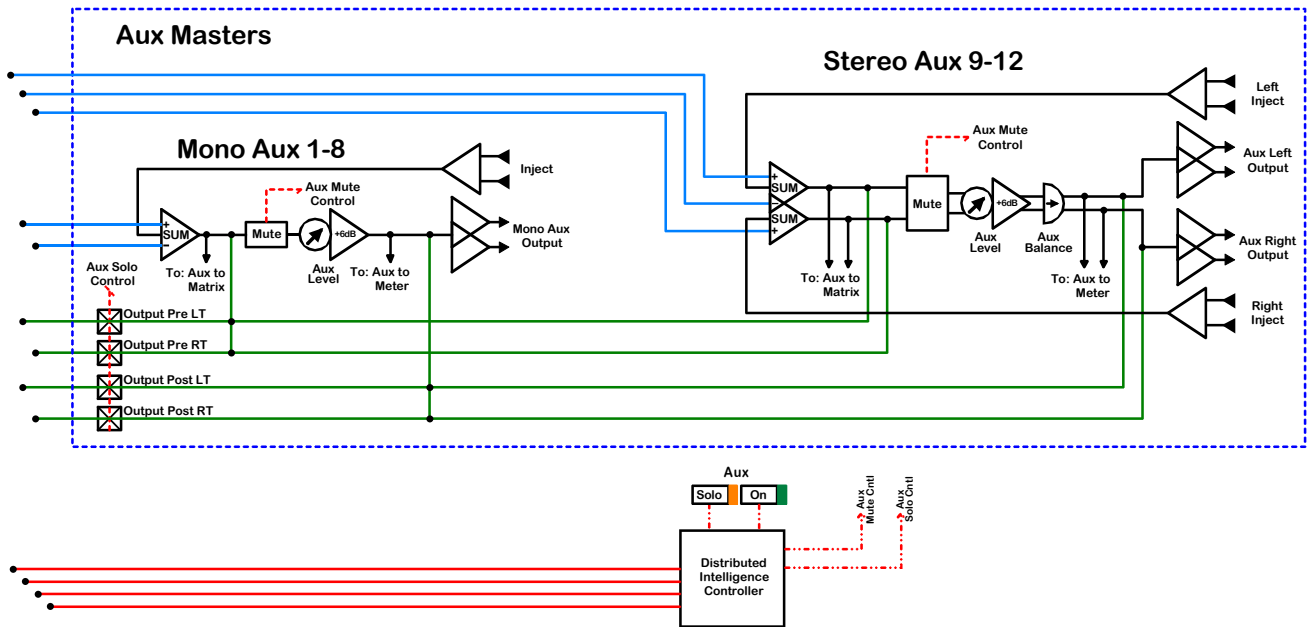 Aux Masters
Stereo Aux 9-12
Left
Inject
Aux Mute
Control
Aux Left
Output
Mono Aux 1-8
Inject
+
SUM
−
SUM
+
Mute
+6dB
Aux
Level
Aux
Balance
Aux Mute
Control
+
SUM
−
Mute
+6dB
Aux
Level
Mono Aux
Output
Aux Right
Output
To: Aux to
Matrix
To: Aux to
Meter
To: Aux to
Matrix
To: Aux to
Meter
Aux Solo
Control
Right
Inject
Output Pre LT
Output Pre RT
Output Post LT
Output Post RT
Aux
Solo
On
Aux
Mute Cntl
Aux
Solo Cntl
Distributed
Intelligence
Controller